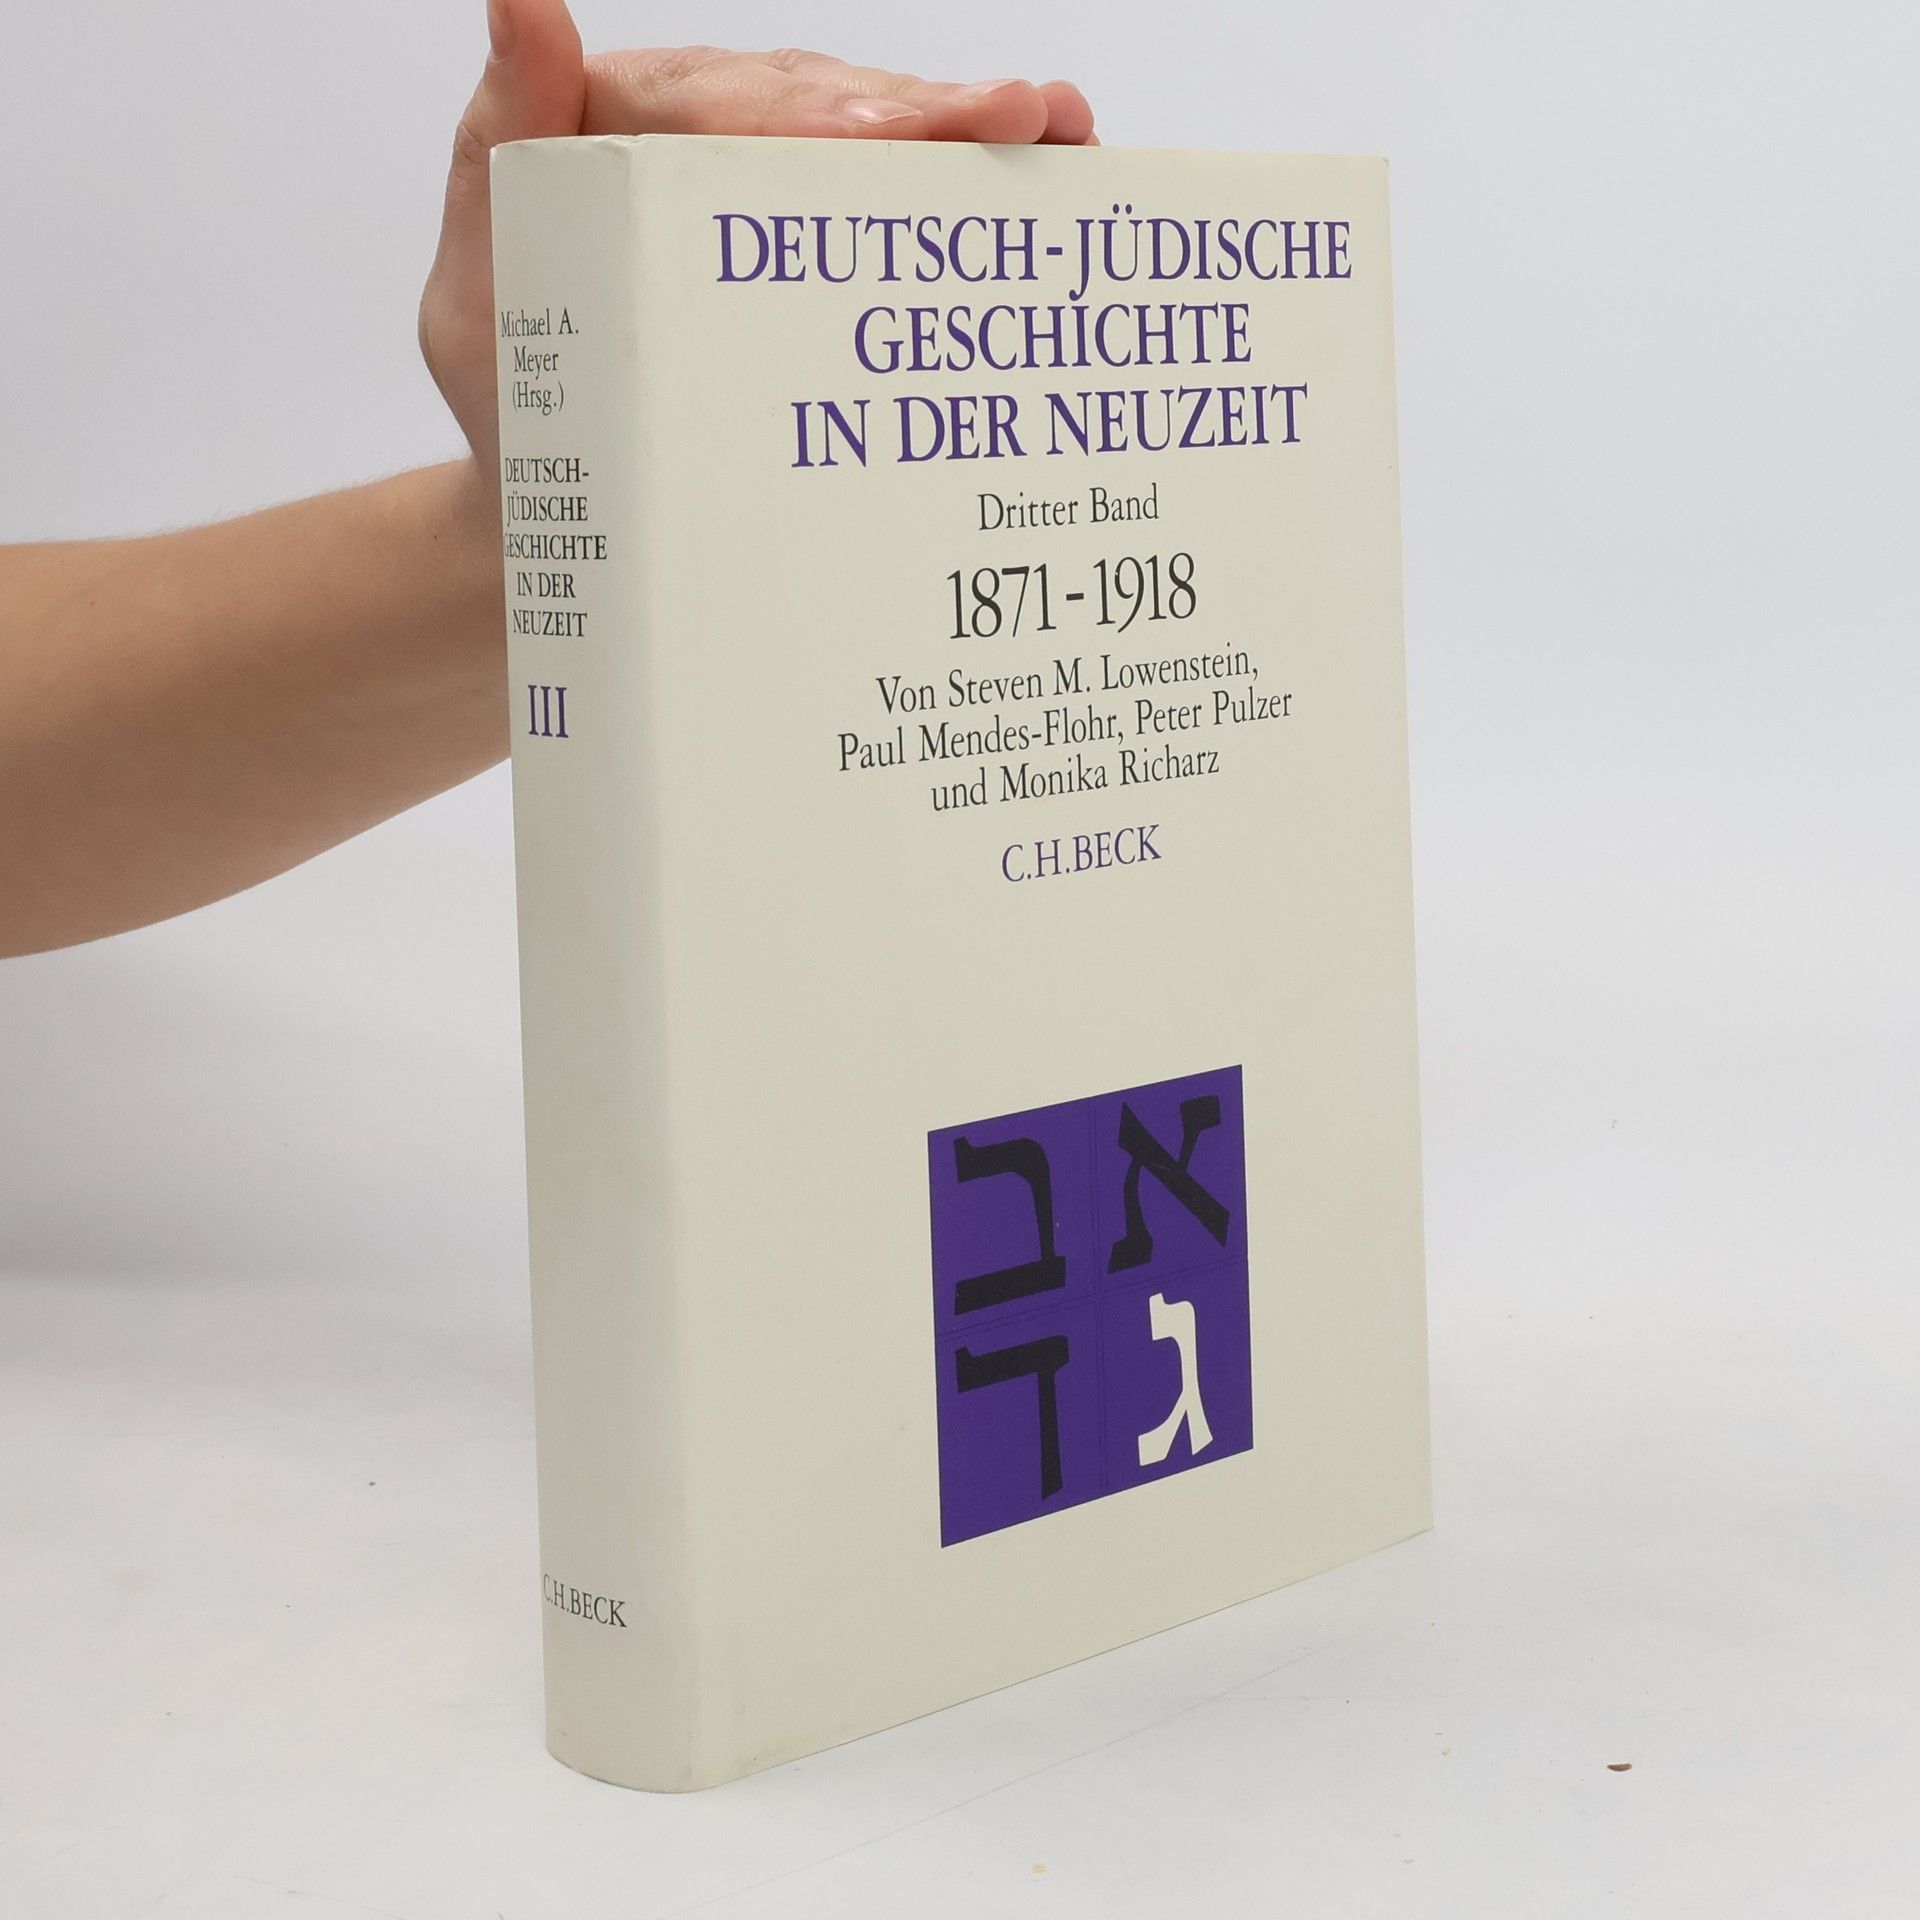 Michael A.
Meyer
(Hrsg.)
DEUTSCH-
JÜDISCHE
GESCHICHTE
IN DER
NEUZEIT
III
C.H.BECK
DEUTSCH-JÜDISCHE
GESCHICHTE
IN DER NEUZEIT
Dritter Band
1871-1918
Von Steven M. Lowenstein,
Paul Mendes-Flohr, Peter Pulzer
und Monika Richarz
C.H.BECK
א ב
ג ד